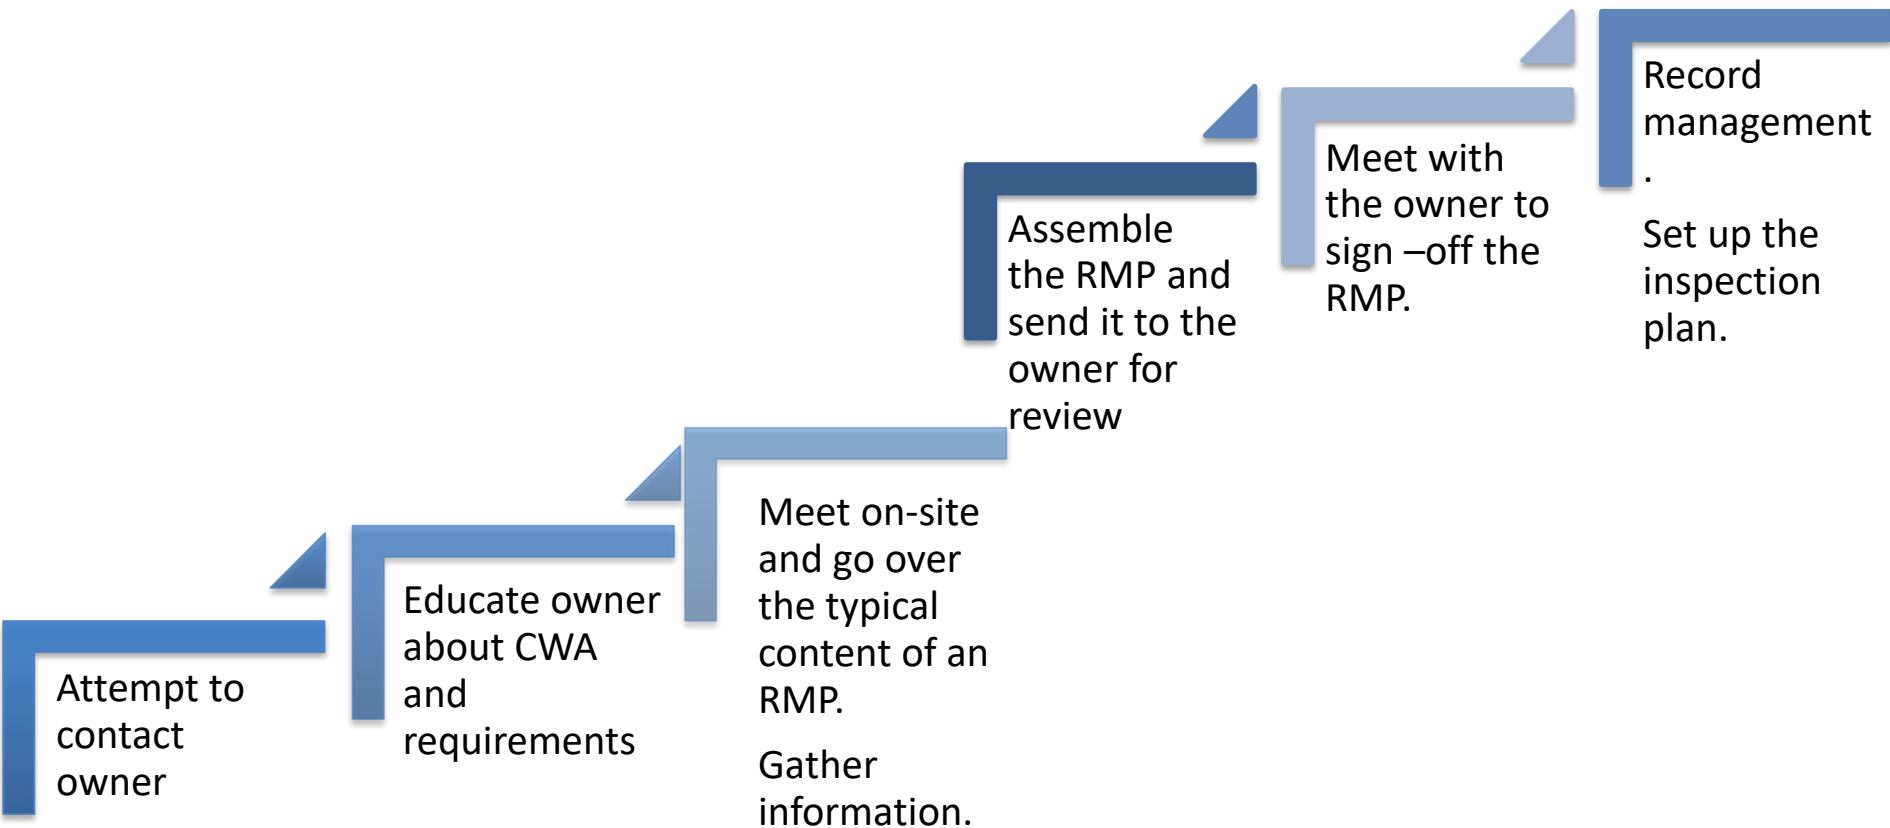 Attempt to
contact
owner
Educate owner
about CWA
and
requirements
Meet on-site
and go over
the typical
content of an
RMP.
Gather
information.
Assemble
the RMP and
send it to the
owner for
review
Meet with
the owner to
sign –off the
RMP.
Record
management
.
Set up the
inspection
plan.